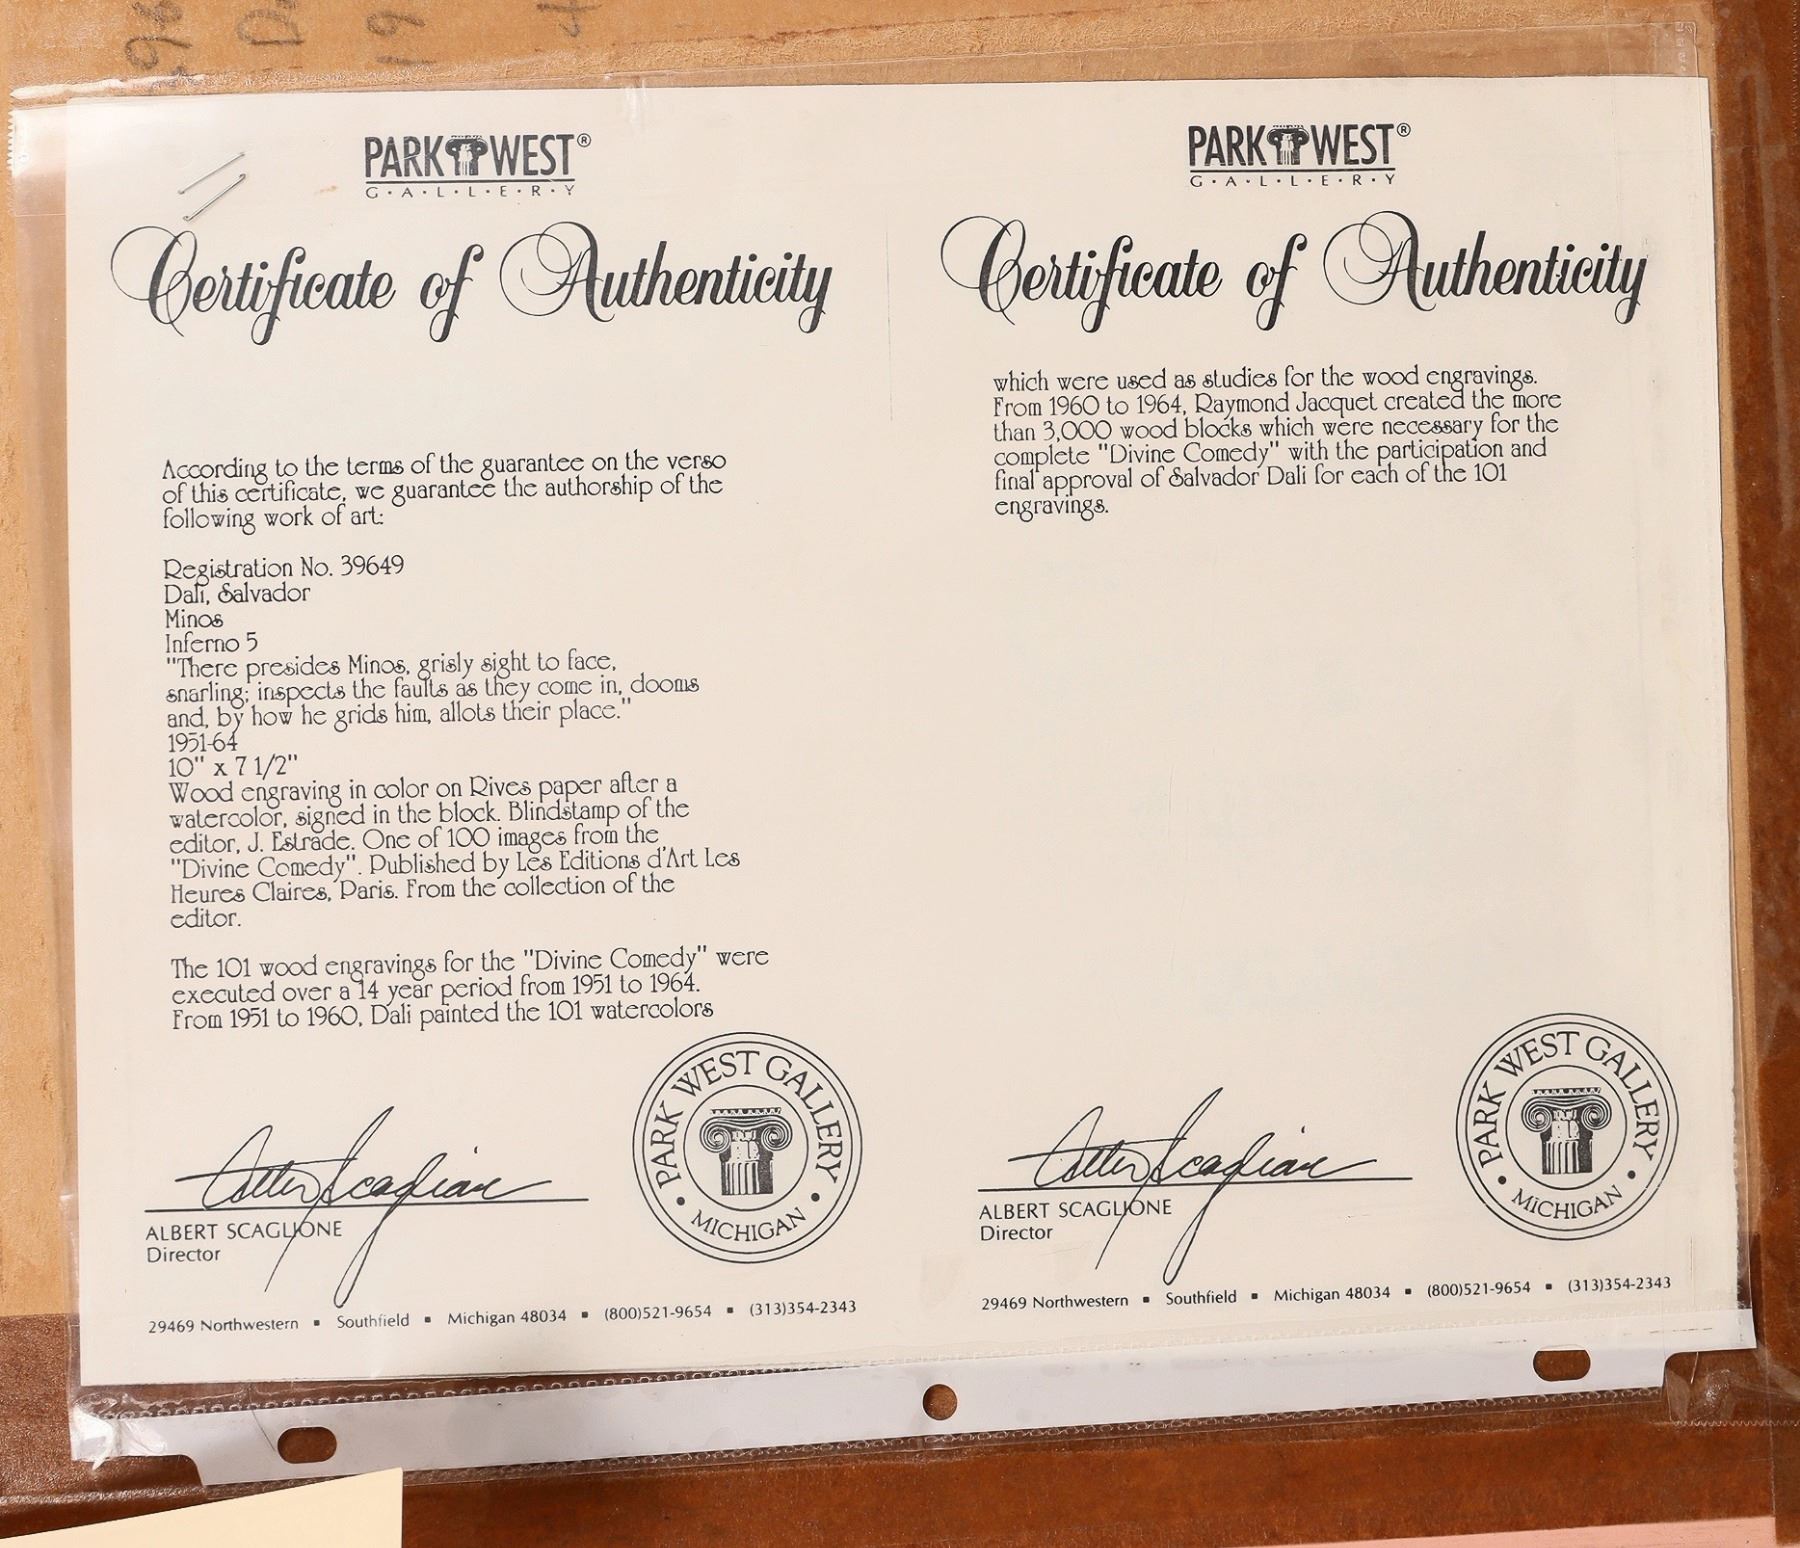 PARK WEST®
G·A·L·L·E·R·Y
Certificate of Authenticity
According to the terms of the guarantee on the verso
of this certificate, we guarantee the authorship of the
following work of art:
Registration No. 39649
Dali, Salvador
Minos
Inferno 5
"There presides Minos, grisly sight to face,
snarling; inspects the faults as they come in, dooms
and, by how he grids him, allots their place."
1951-64
10" x 7 1/2"
Wood engraving in color on Rives paper after a
watercolor, signed in the block. Blindstamp of the
editor, J. Estrade. One of 100 images from the
"Divine Comedy". Published by Les Editions d'Art Les
Heures Claires, Paris. From the collection of the
editor.
The 101 wood engravings for the "Divine Comedy" were
executed over a 14 year period from 1951 to 1964.
From 1951 to 1960, Dali painted the 101 watercolors
ALBERT SCAGLIONE
Director
PARK WEST GALLERY
• MICHIGAN •
29469 Northwestern ▪ Southfield ▪ Michigan 48034 ▪ (800)521-9654 ▪ (313)354-2343
PARK WEST®
G·A·L·L·E·R·Y
Certificate of Authenticity
which were used as studies for the wood engravings.
From 1960 to 1964, Raymond Jacquet created the more
than 3,000 wood blocks which were necessary for the
complete "Divine Comedy" with the participation and
final approval of Salvador Dali for each of the 101
engravings.
ALBERT SCAGLIONE
Director
PARK WEST GALLERY
• MICHIGAN •
29469 Northwestern ▪ Southfield ▪ Michigan 48034 ▪ (800)521-9654 ▪ (313)354-2343